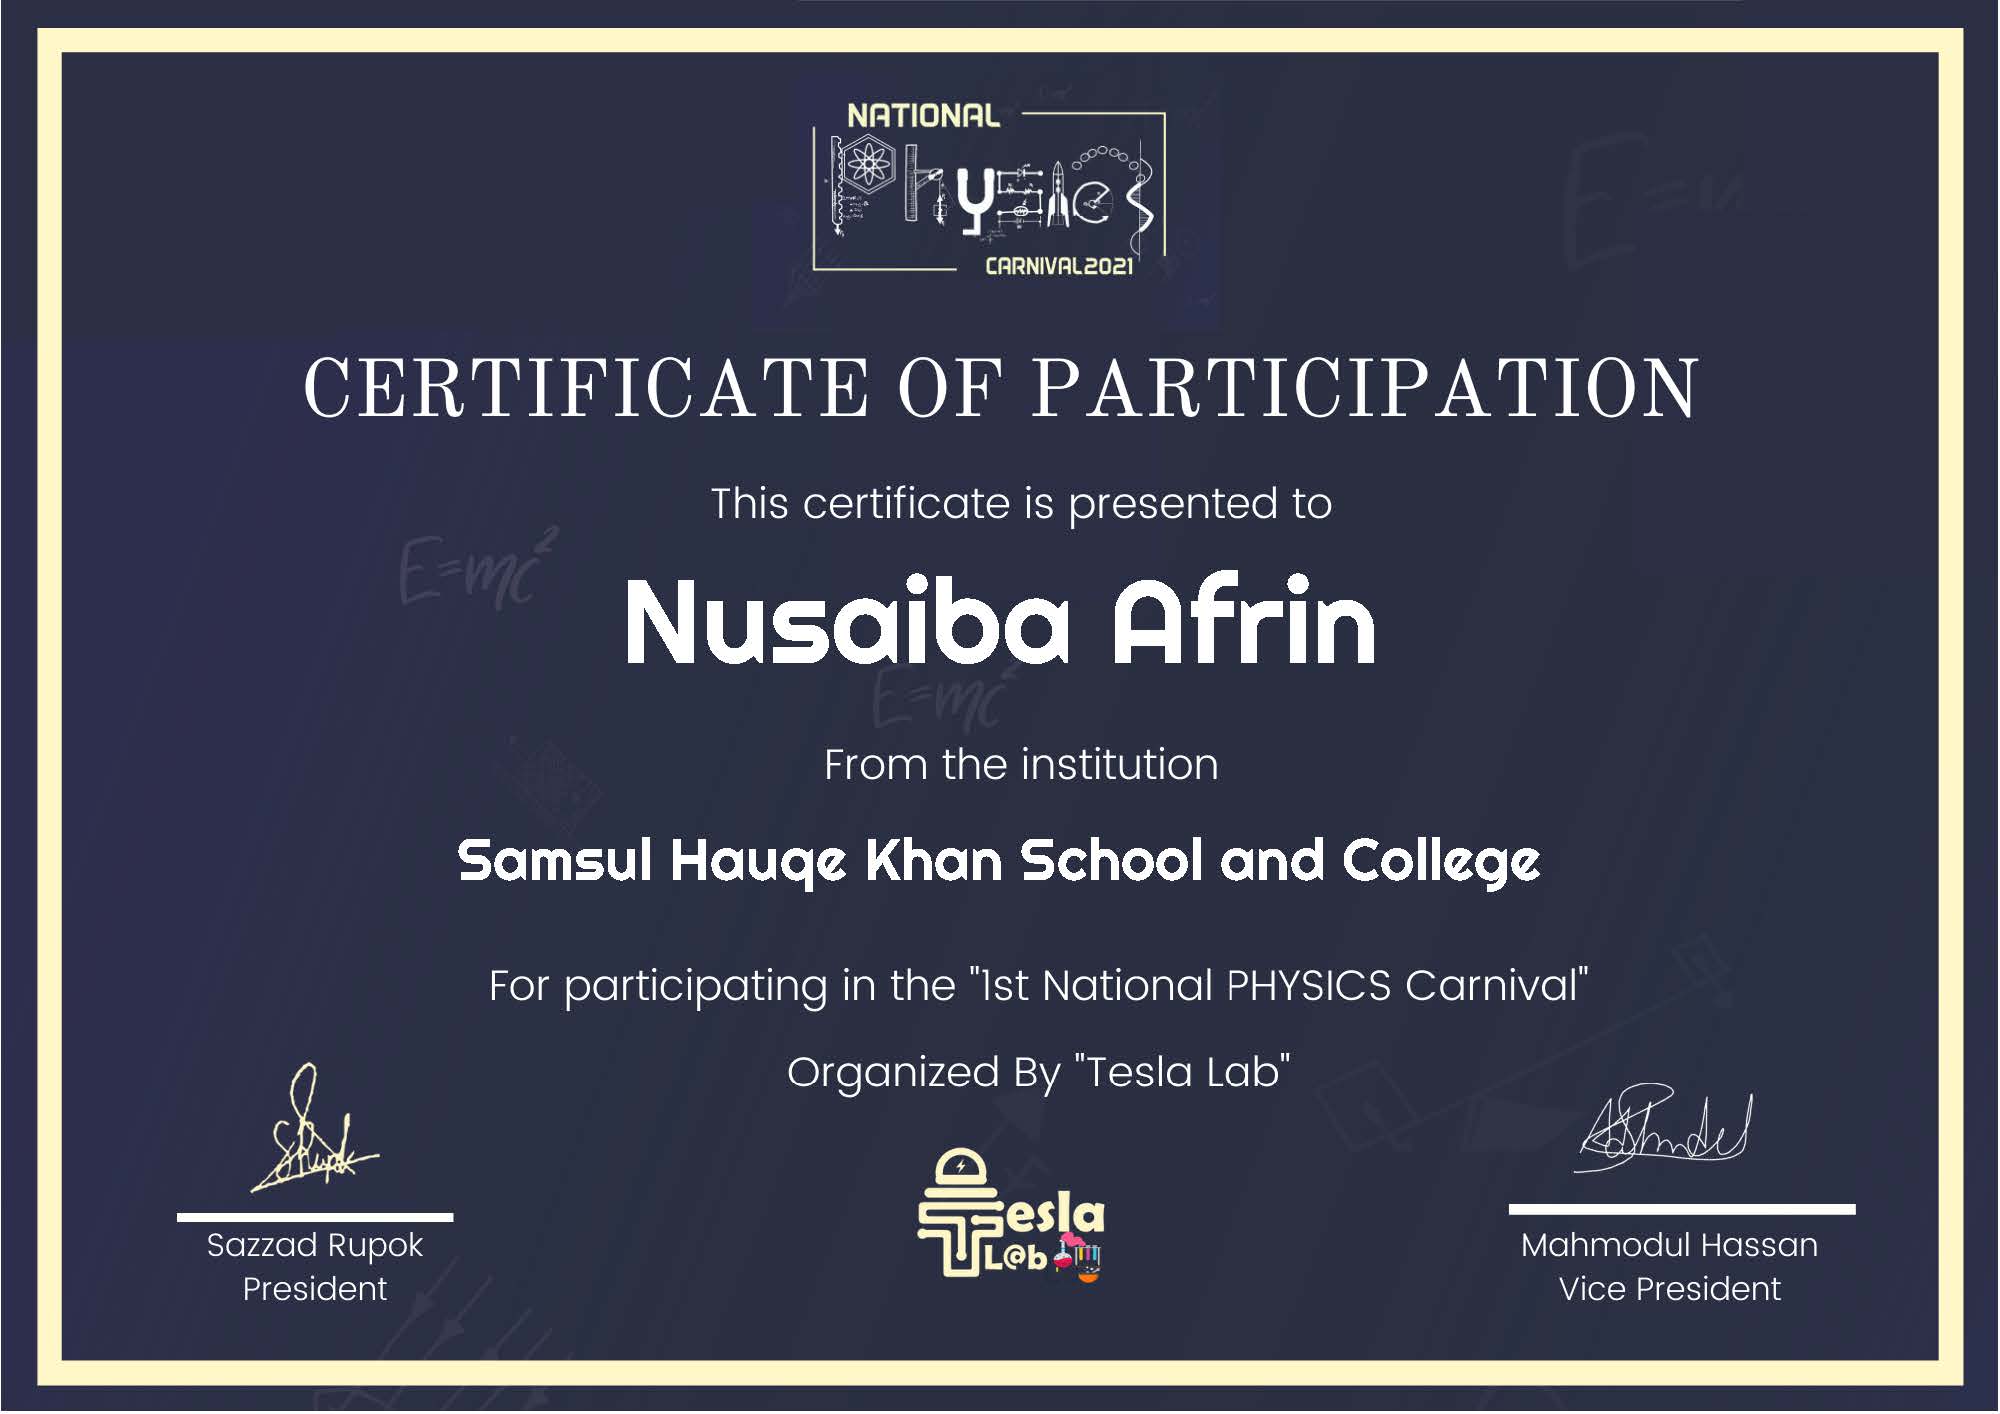 NATIONAL
Physics
CARNIVAL2021
CERTIFICATE OF PARTICIPATION
This certificate is presented to
E=mc²
Nusaiba Afrin
E=mc²
From the institution
Samsul Hauqe Khan School and College
For participating in the "1st National PHYSICS Carnival"
Organized By "Tesla Lab"
Tesla
L@b
Sazzad Rupok
President
Mahmodul Hassan
Vice President